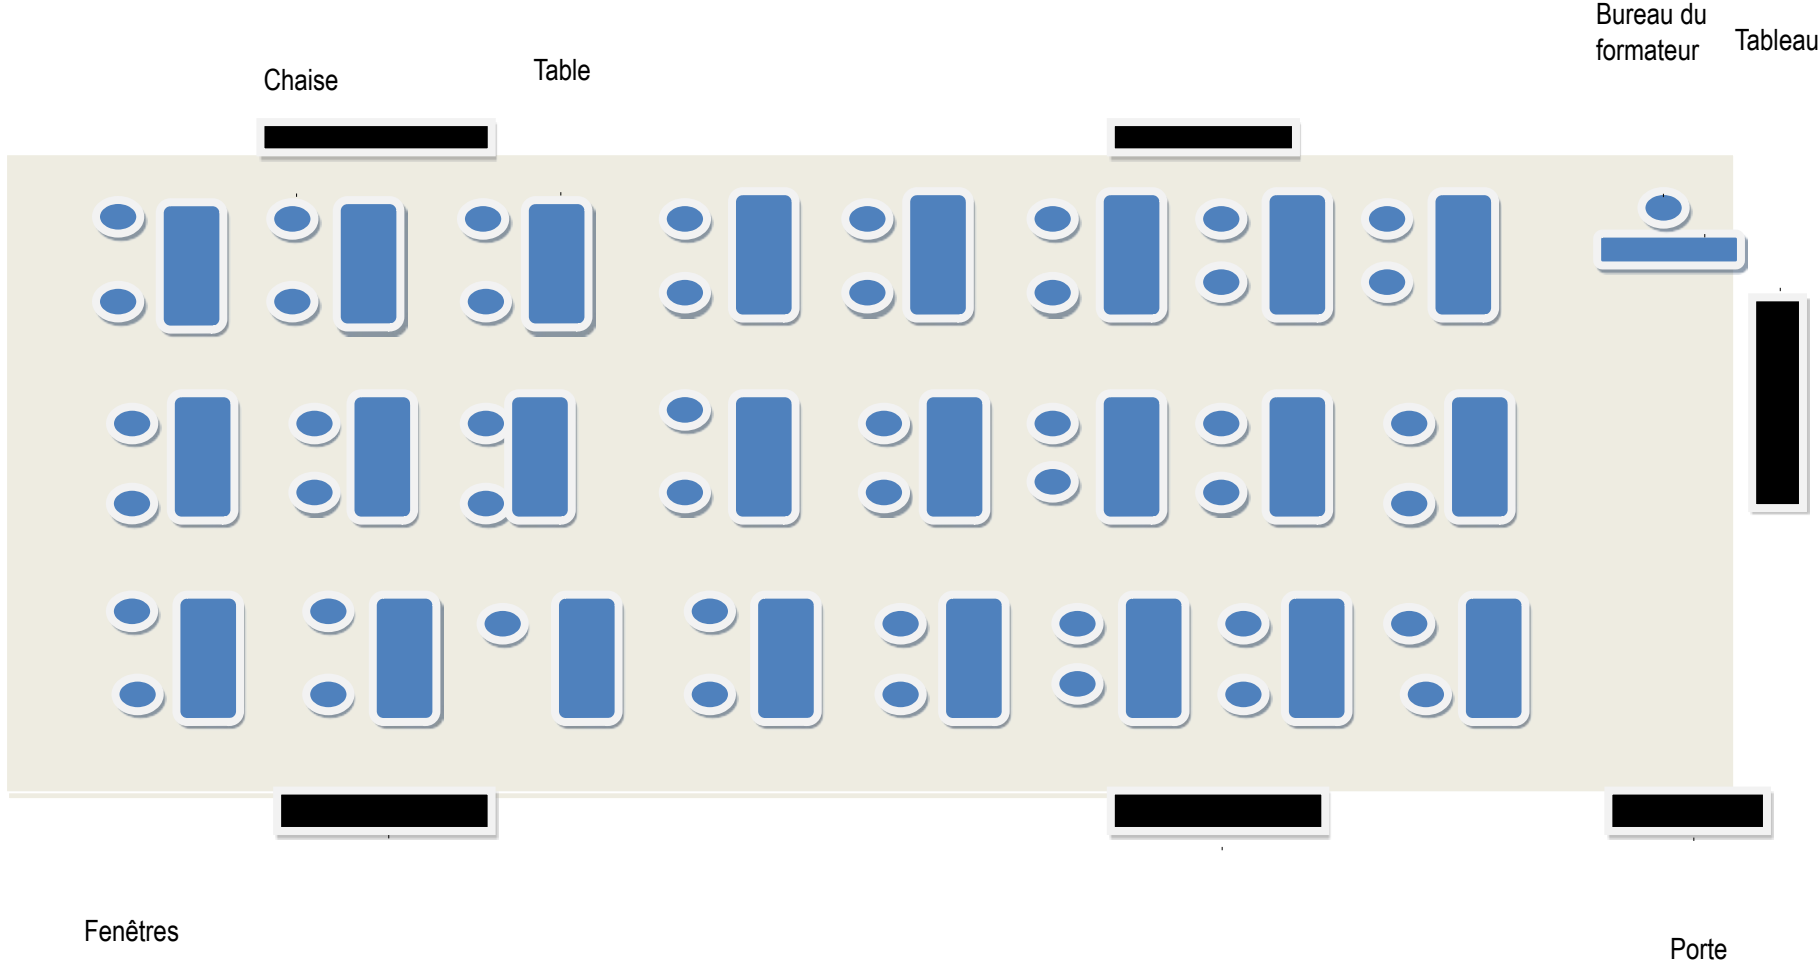 Bureau du
formateur
Tableau
Chaise
Table
Fenêtres
Porte